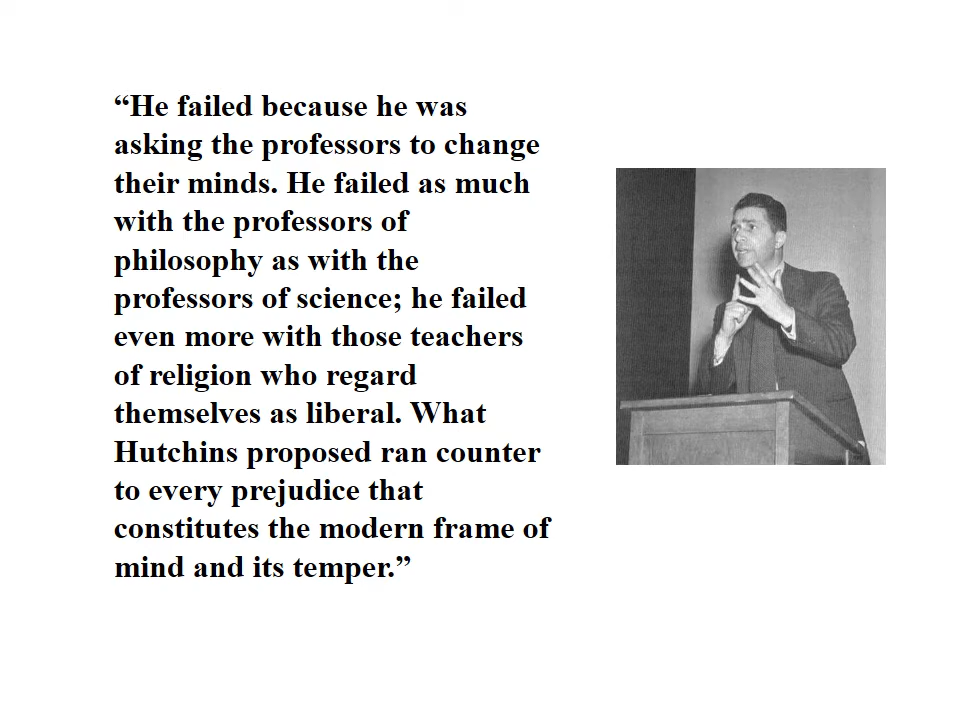 “He failed because he was
asking the professors to change
their minds. He failed as much
with the professors of
philosophy as with the
professors of science; he failed
even more with those teachers
of religion who regard
themselves as liberal. What
Hutchins proposed ran counter
to every prejudice that
constitutes the modern frame of
mind and its temper.”